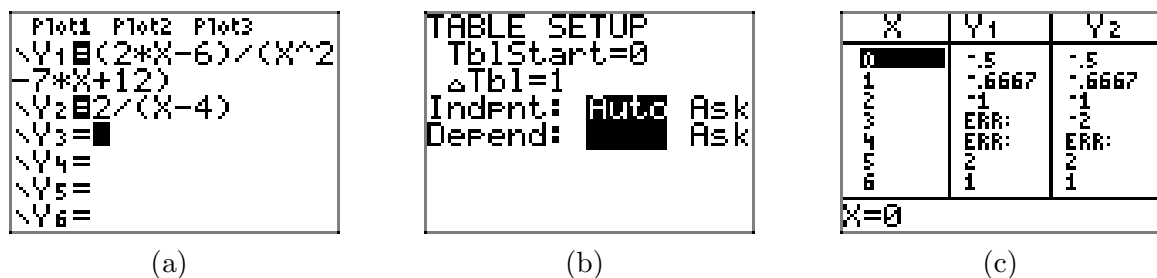 Plot1 Plot2 Plot3
\Y1=(2*X-6)/(X^2
-7*X+12)
\Y2=2/(X-4)
\Y3=
\Y4=
\Y5=
\Y6=
(a)
TABLE SETUP
TblStart=0
△Tbl=1
Indpnt: Auto Ask
Depend: Ask
(b)
X Y1 Y2
0 -.5 -.5
1 -.6667 -.6667
2 -1 -1
3 ERR: -2
4 ERR: ERR:
5 2 2
6 1 1
X=0
(c)